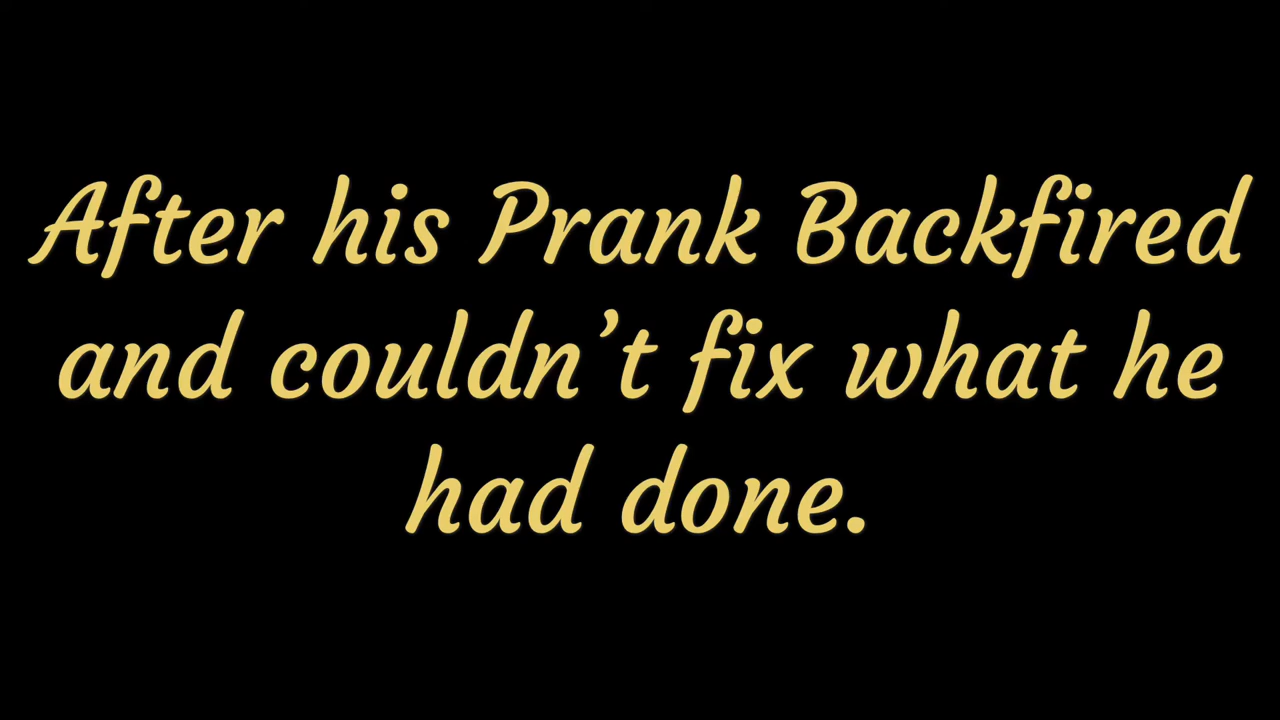 After his Prank Backfired
and couldn’t fix what he
had done.